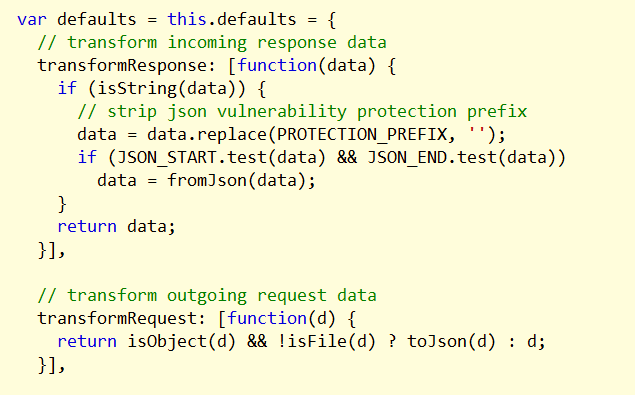 var defaults = this.defaults = {
  // transform incoming response data
  transformResponse: [function(data) {
    if (isString(data)) {
      // strip json vulnerability protection prefix
      data = data.replace(PROTECTION_PREFIX, '');
      if (JSON_START.test(data) && JSON_END.test(data))
        data = fromJson(data);
    }
    return data;
  }],

  // transform outgoing request data
  transformRequest: [function(d) {
    return isObject(d) && !isFile(d) ? toJson(d) : d;
  }],